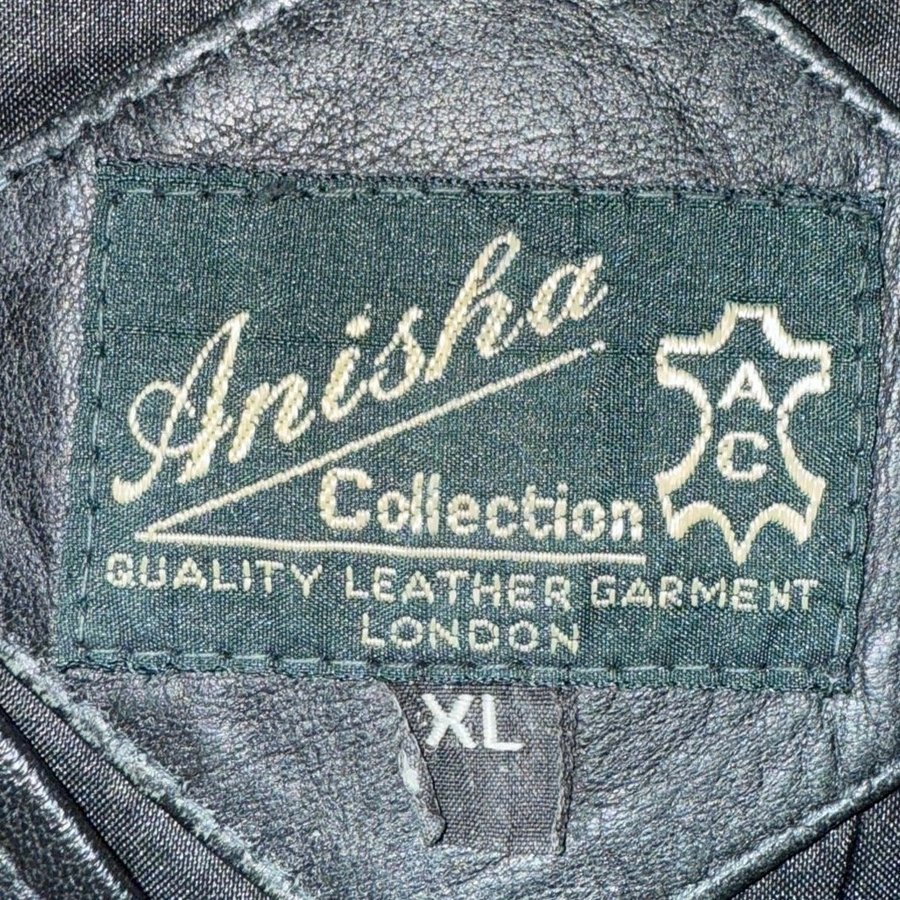 Anisha
Collection
A
C
QUALITY LEATHER GARMENT
LONDON
XL